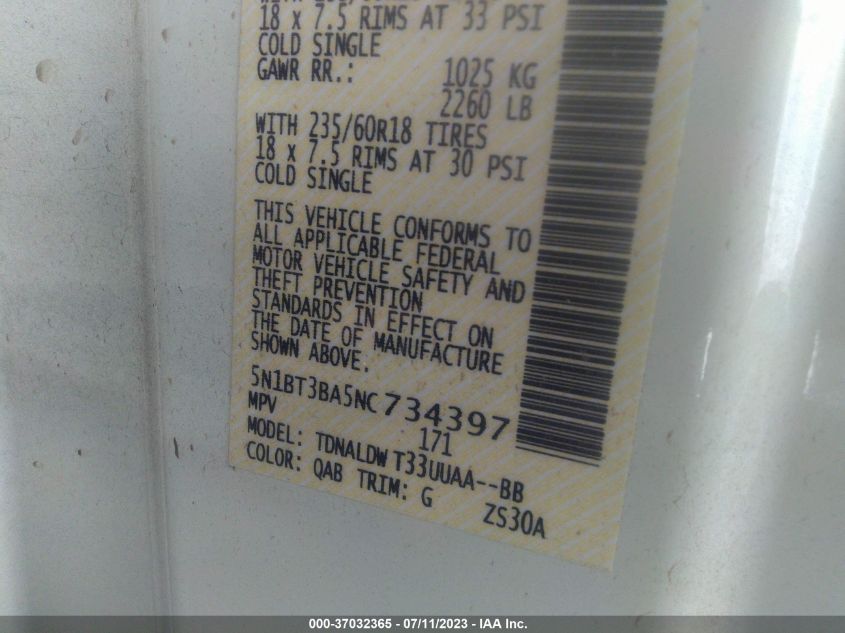 18 x 7.5 RIMS AT 33 PSI
COLD SINGLE
GAWR RR.: 1025 KG
2260 LB
WITH 235/60R18 TIRES
18 x 7.5 RIMS AT 30 PSI
COLD SINGLE
THIS VEHICLE CONFORMS TO
ALL APPLICABLE FEDERAL
MOTOR VEHICLE SAFETY AND
THEFT PREVENTION
STANDARDS IN EFFECT ON
THE DATE OF MANUFACTURE
SHOWN ABOVE.
5N1BT3BA5NC734397
MPV 171
MODEL: TDNALDW T33UUAA--BB
COLOR: QAB TRIM: G ZS30A
000-37032365 - 07/11/2023 - IAA Inc.